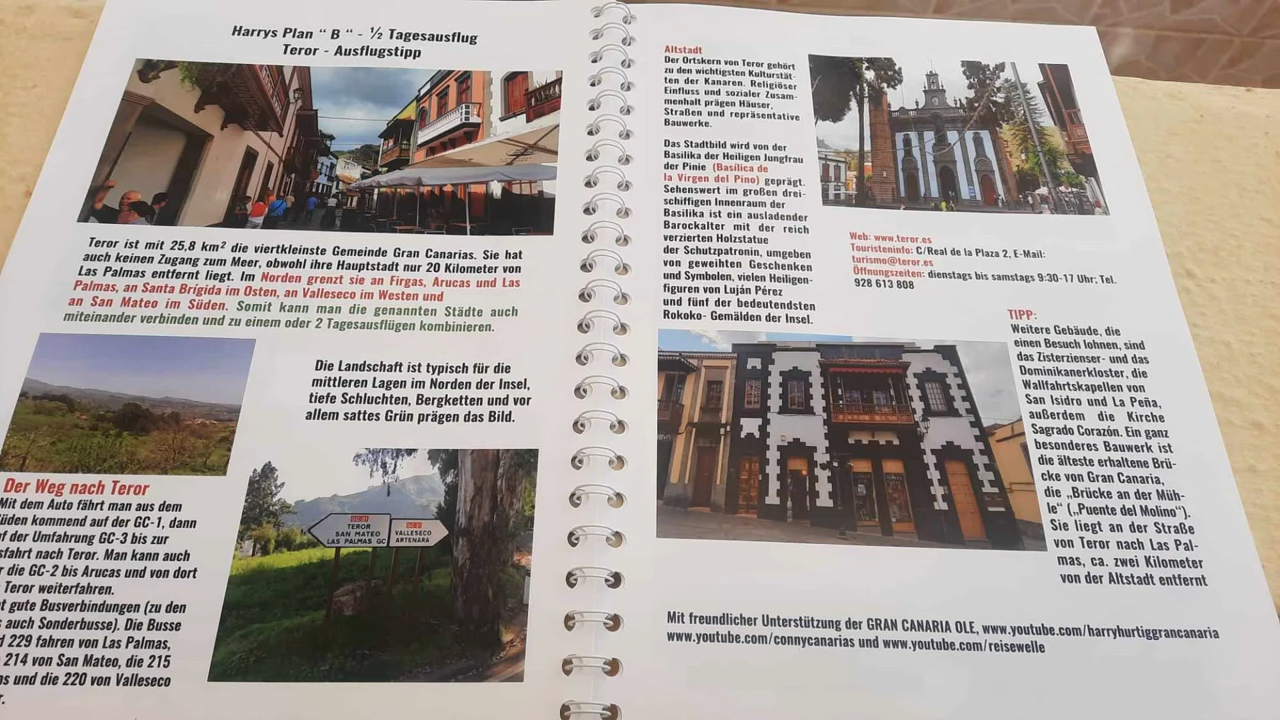 Harrys Plan “ B “ - ½ Tagesausflug
Teror - Ausflugstipp
Teror ist mit 25,8 km² die viertkleinste Gemeinde Gran Canarias. Sie hat
auch keinen Zugang zum Meer, obwohl ihre Hauptstadt nur 20 Kilometer von
Las Palmas entfernt liegt. Im Norden grenzt sie an Firgas, Arucas und Las
Palmas, an Santa Brígida im Osten, an Valleseco im Westen und
an San Mateo im Süden. Somit kann man die genannten Städte auch
miteinander verbinden und zu einem oder 2 Tagesausflügen kombinieren.
Die Landschaft ist typisch für die
mittleren Lagen im Norden der Insel,
tiefe Schluchten, Bergketten und vor
allem sattes Grün prägen das Bild.
Der Weg nach Teror
Mit dem Auto fährt man aus dem
üden kommend auf der GC-1, dann
f der Umfahrung GC-3 bis zur
sfahrt nach Teror. Man kann auch
r die GC-2 bis Arucas und von dort
Teror weiterfahren.
t gute Busverbindungen (zu den
s auch Sonderbusse). Die Busse
d 229 fahren von Las Palmas,
214 von San Mateo, die 215
s und die 220 von Valleseco
r.
GC-21
TEROR
SAN MATEO
LAS PALMAS GC
GC-21
VALLESECO
ARTENARA
Altstadt
Der Ortskern von Teror gehört
zu den wichtigsten Kulturstät-
ten der Kanaren. Religiöser
Einfluss und sozialer Zusam-
menhalt prägen Häuser,
Straßen und repräsentative
Bauwerke.
Das Stadtbild wird von der
Basilika der Heiligen Jungfrau
der Pinie (Basílica de
la Virgen del Pino) geprägt.
Sehenswert im großen drei-
schiffigen Innenraum der
Basilika ist ein ausladender
Barockalter mit der reich
verzierten Holzstatue
der Schutzpatronin, umgeben
von geweihten Geschenken
und Symbolen, vielen Heiligen-
figuren von Luján Pérez
und fünf der bedeutendsten
Rokoko- Gemälden der Insel.
Web: www.teror.es
Touristeninfo: C/Real de la Plaza 2, E-Mail:
turismo@teror.es
Öffnungszeiten: dienstags bis samstags 9:30-17 Uhr; Tel.
928 613 808
TIPP:
Weitere Gebäude, die
einen Besuch lohnen, sind
das Zisterzienser- und das
Dominikanerkloster, die
Wallfahrtskapellen von
San Isidro und La Peña,
außerdem die Kirche
Sagrado Corazón. Ein ganz
besonderes Bauwerk ist
die älteste erhaltene Brü-
cke von Gran Canaria,
die „Brücke an der Müh-
le“ („Puente del Molino“).
Sie liegt an der Straße
von Teror nach Las Pal-
mas, ca. zwei Kilometer
von der Altstadt entfernt
Mit freundlicher Unterstützung der GRAN CANARIA OLE, www.youtube.com/harryhurtiggrancanaria
www.youtube.com/connycanarias und www.youtube.com/reisewelle